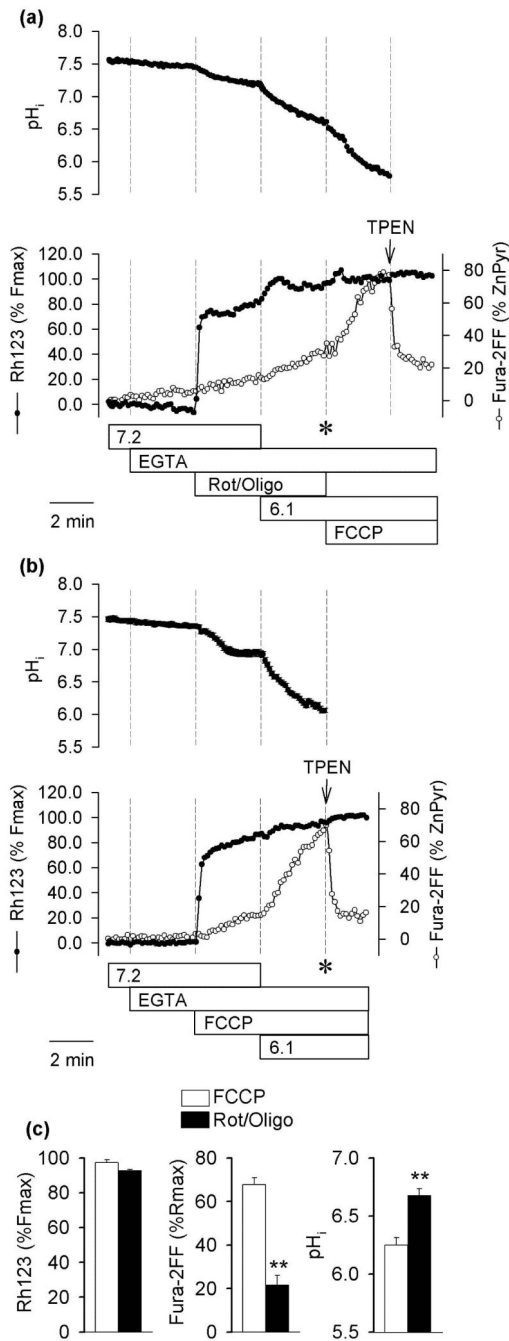 (a)
8.0
7.5
7.0
6.5
6.0
5.5
pHi
TPEN
120.0
100.0
80.0
60.0
40.0
20.0
0.0
Rh123 (% Fmax)
80
60
40
20
0
Fura-2FF (% ZnPyr)
*
7.2
EGTA
Rot/Oligo
6.1
FCCP
2 min
(b)
8.0
7.5
7.0
6.5
6.0
5.5
pHi
TPEN
120.0
100.0
80.0
60.0
40.0
20.0
0.0
Rh123 (% Fmax)
80
60
40
20
0
Fura-2FF (% ZnPyr)
*
7.2
EGTA
FCCP
6.1
2 min
FCCP
Rot/Oligo
(c)
100
80
60
40
20
0
Rh123 (%Fmax)
80
60
40
20
0
Fura-2FF (%Rmax)
**
7.0
6.5
6.0
5.5
pHi
**